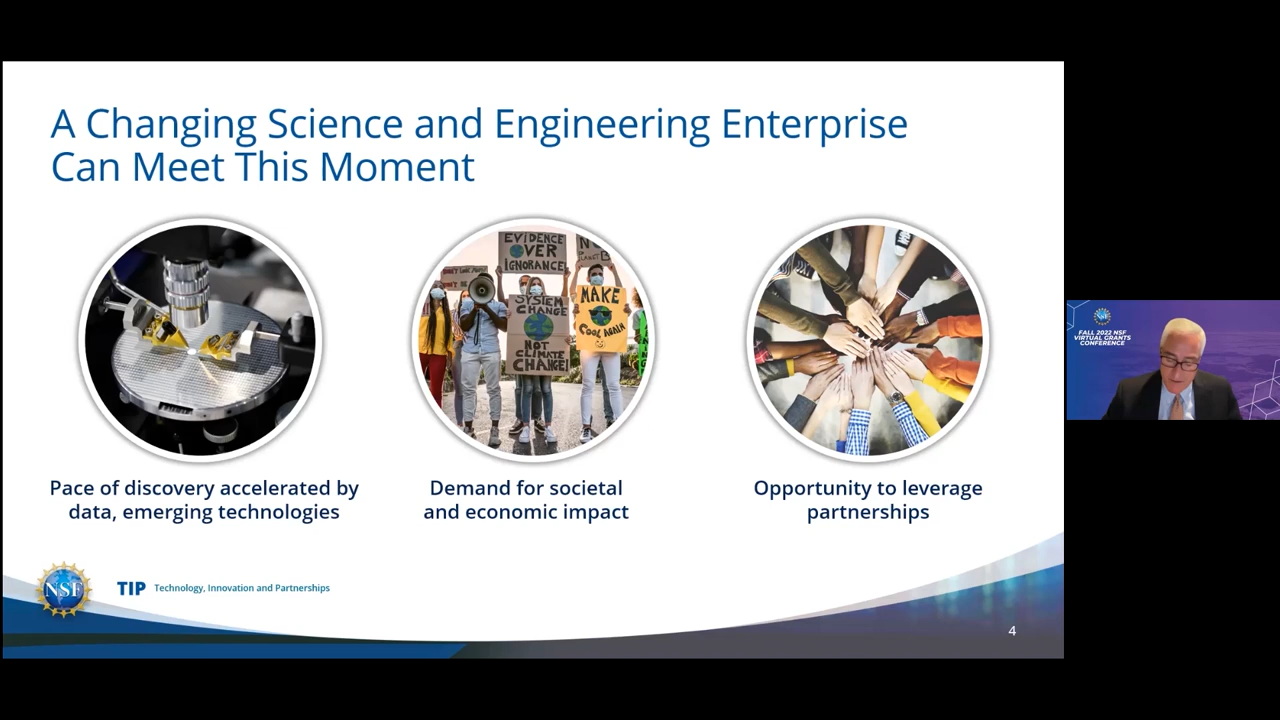 A Changing Science and Engineering Enterprise
Can Meet This Moment
EVIDENCE
OVER
IGNORANCE
SYSTEM
CHANGE
NOT
CLIMATE
CHANGE!
MAKE
COOL AGAIN
Pace of discovery accelerated by
data, emerging technologies
Demand for societal
and economic impact
Opportunity to leverage
partnerships
NSF
TIP Technology, Innovation and Partnerships
4
FALL 2022 NSF
VIRTUAL GRANTS
CONFERENCE